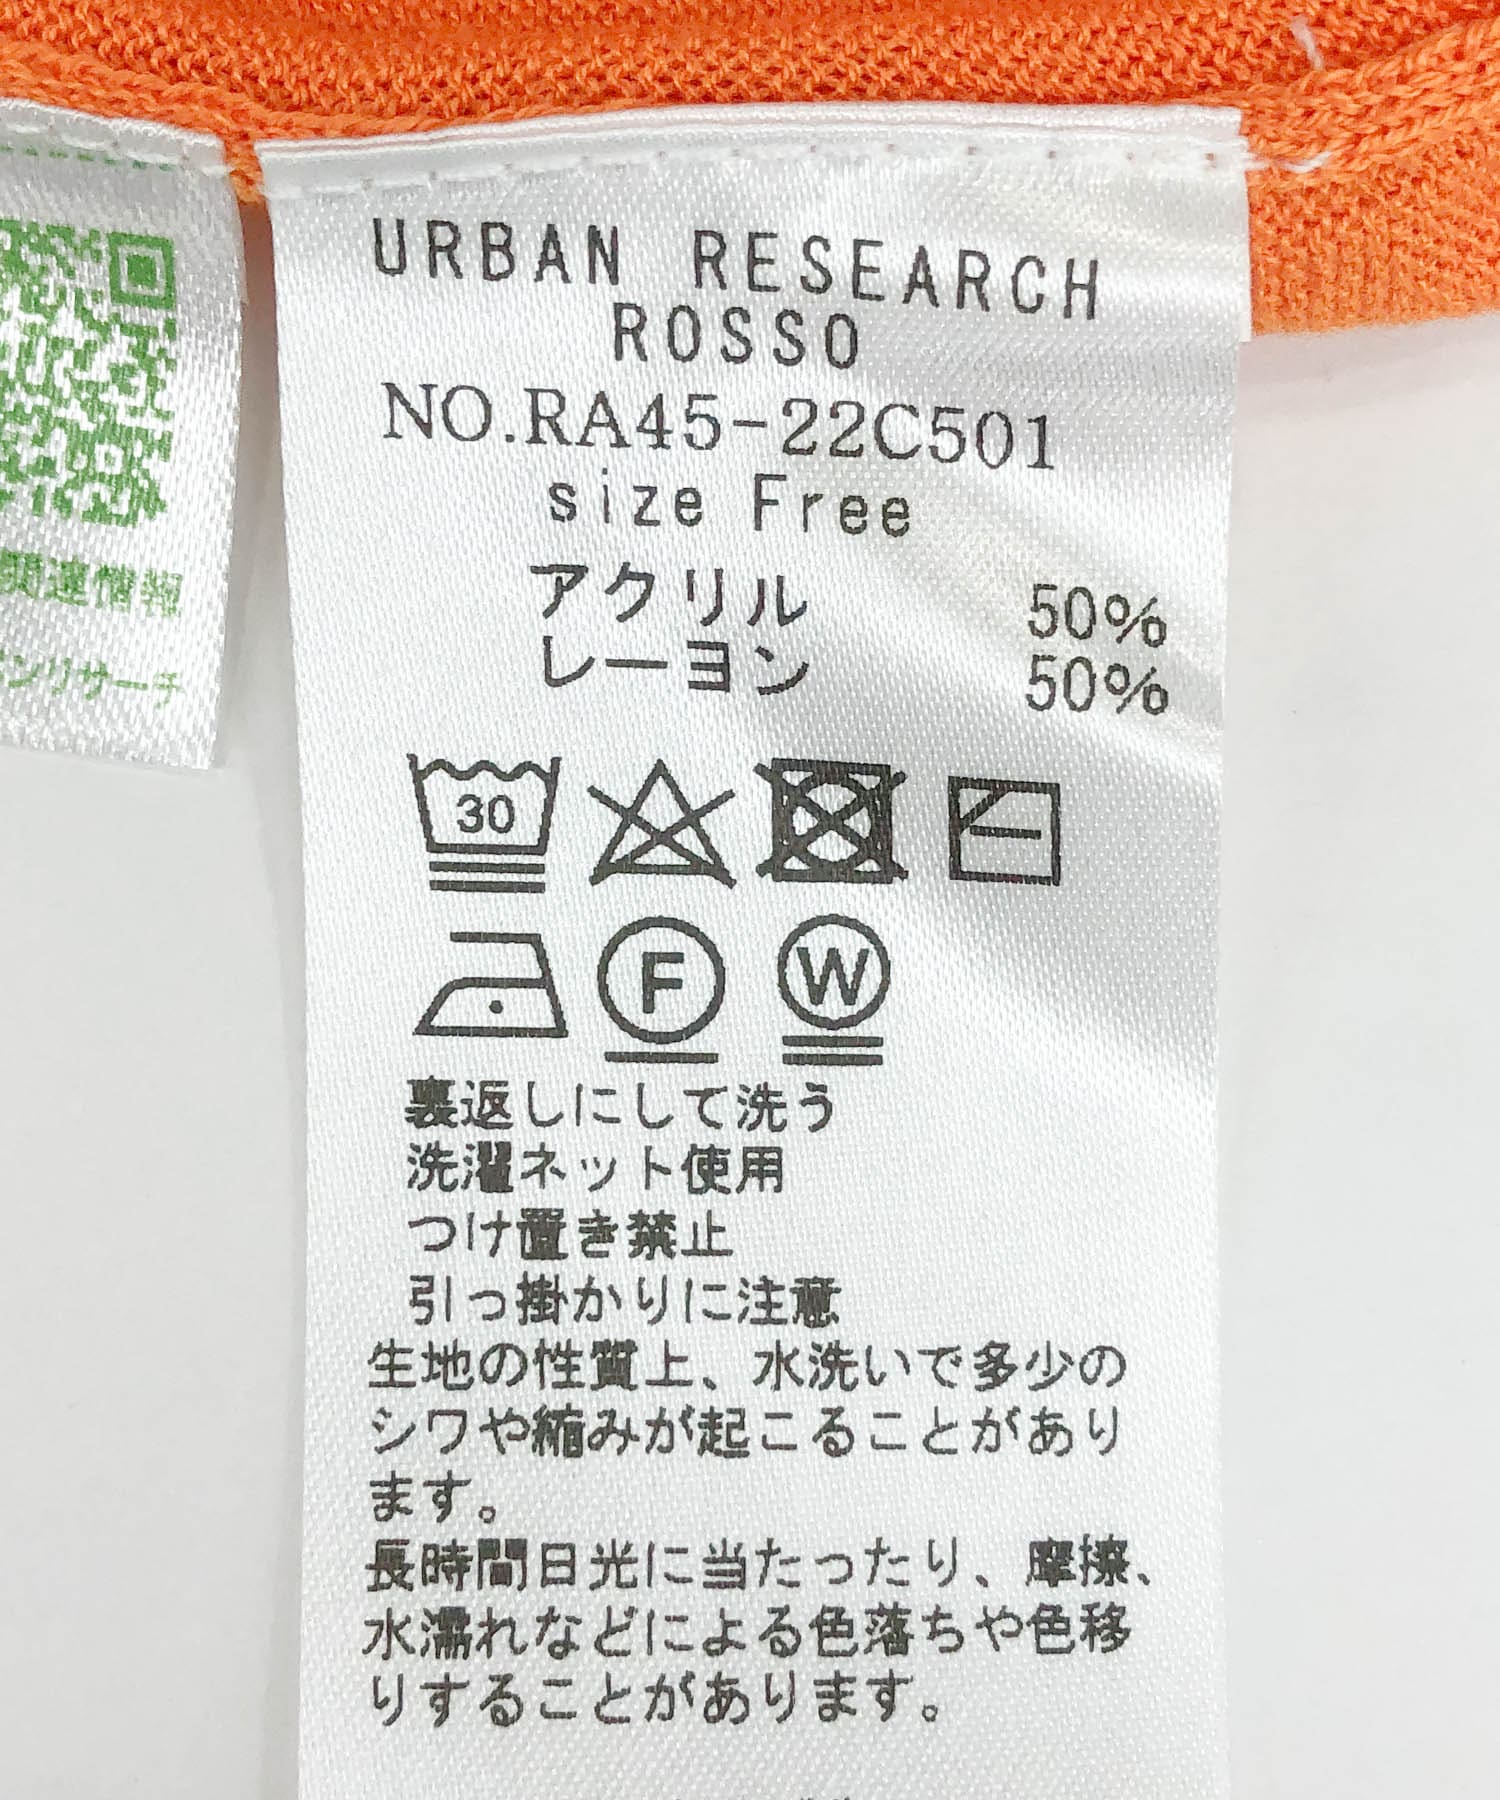 関連情報
ンリサーチ
URBAN RESEARCH
ROSSO
NO.RA45-22C501
size Free
アクリル 50%
レーヨン 50%
30
F W
裏返しにして洗う
洗濯ネット使用
つけ置き禁止
引っ掛かりに注意
生地の性質上、水洗いで多少の
シワや縮みが起こることがあり
ます。
長時間日光に当たったり、摩擦、
水濡れなどによる色落ちや色移
りすることがあります。